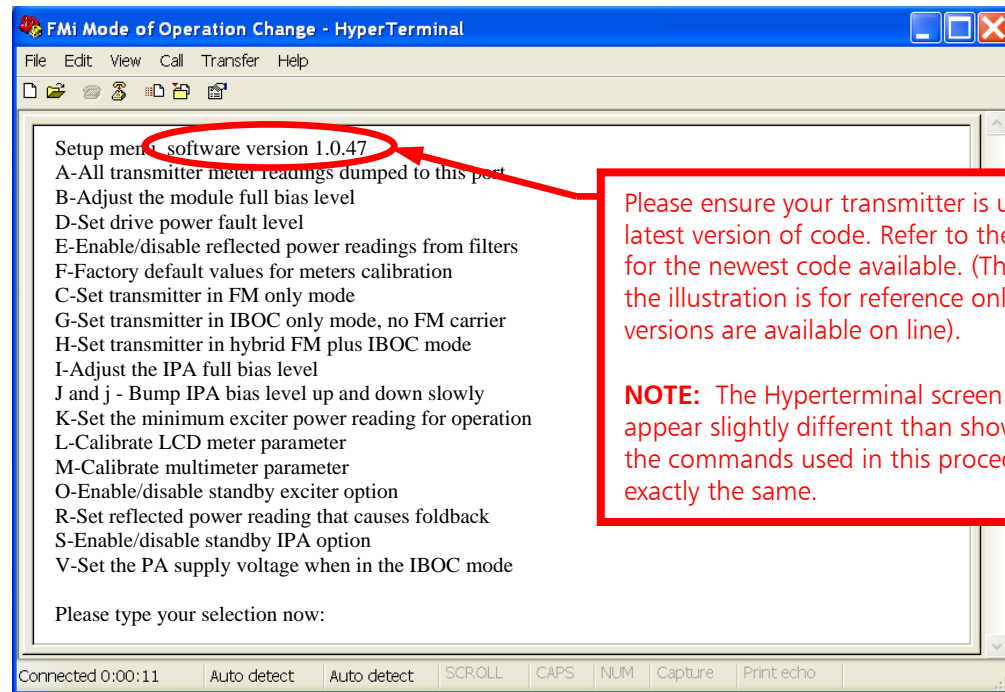 FMi Mode of Operation Change - HyperTerminal
File Edit View Call Transfer Help
Setup menu software version 1.0.47
A-All transmitter meter readings dumped to this port
B-Adjust the module full bias level
D-Set drive power fault level
E-Enable/disable reflected power readings from filters
F-Factory default values for meters calibration
C-Set transmitter in FM only mode
G-Set transmitter in IBOC only mode, no FM carrier
H-Set transmitter in hybrid FM plus IBOC mode
I-Adjust the IPA full bias level
J and j - Bump IPA bias level up and down slowly
K-Set the minimum exciter power reading for operation
L-Calibrate LCD meter parameter
M-Calibrate multimeter parameter
O-Enable/disable standby exciter option
R-Set reflected power reading that causes foldback
S-Enable/disable standby IPA option
V-Set the PA supply voltage when in the IBOC mode
Please type your selection now:
Please ensure your transmitter is
latest version of code. Refer to the
for the newest code available.
the illustration is for reference
versions are available on line).
NOTE: The Hyperterminal screen
appear slightly different than
the commands used in this
exactly the same.
Connected 0:00:11 Auto detect Auto detect SCROLL CAPS NUM Capture Print echo